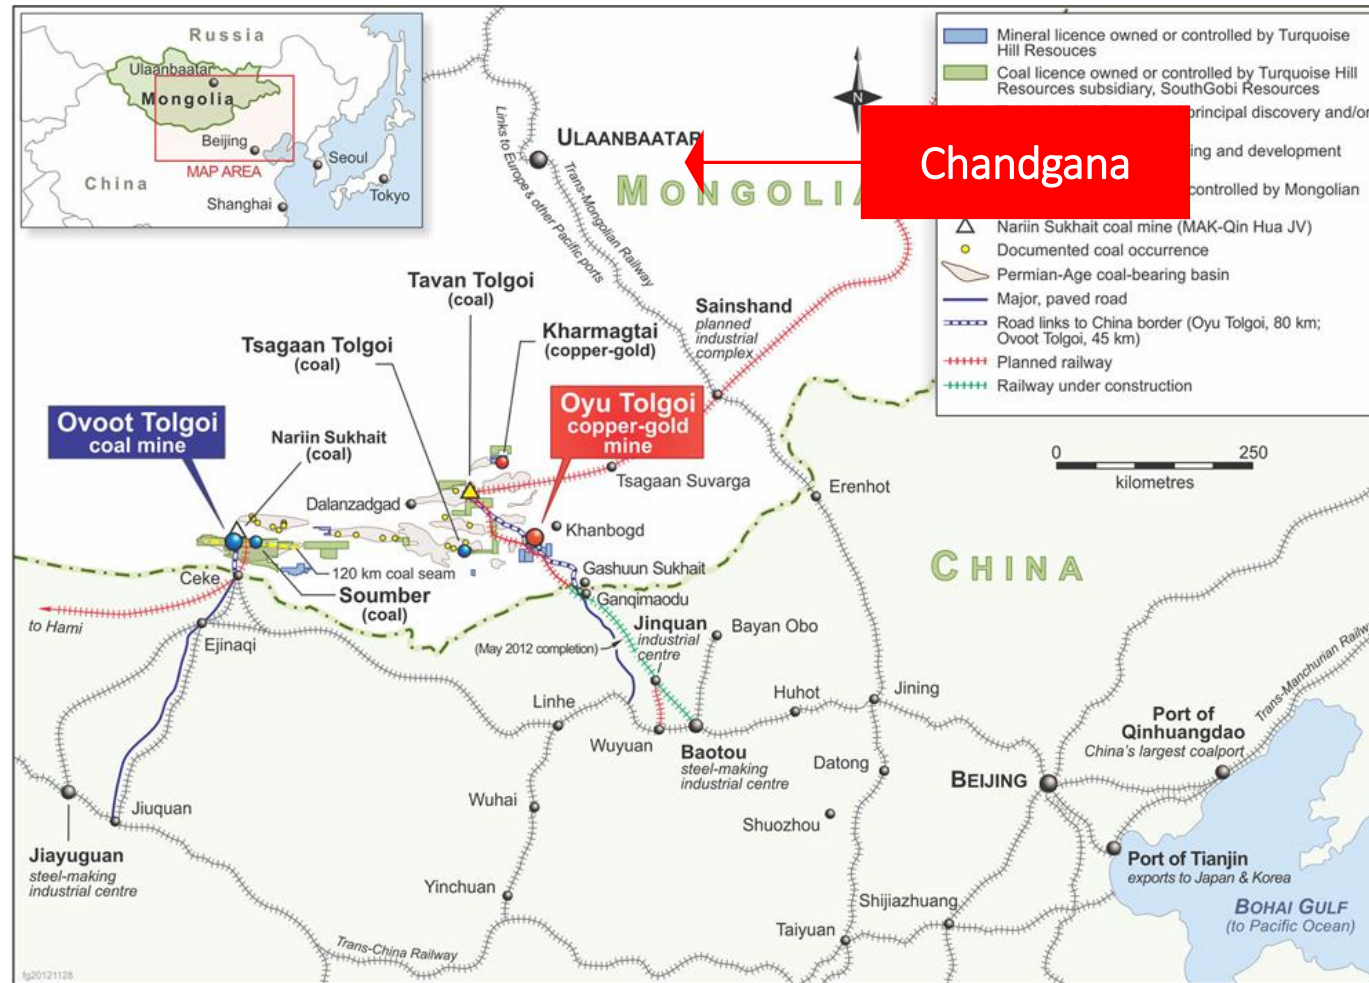 Russia
Ulaanbaatar
Mongolia
Beijing
MAP AREA
Seoul
China
Tokyo
Shanghai
Mineral licence owned or controlled by Turquoise
Hill Resouces
Coal licence owned or controlled by Turquoise Hill
Resources subsidiary, SouthGobi Resources
principal discovery and/or
ing and development
controlled by Mongolian
Nariin Sukhait coal mine (MAK-Qin Hua JV)
Documented coal occurrence
Permian-Age coal-bearing basin
Major, paved road
Road links to China border (Oyu Tolgoi, 80 km;
Ovoot Tolgoi, 45 km)
Planned railway
Railway under construction
N
Chandgana
ULAANBAATAR
MONGOLIA
Links to Europe & other Pacific ports
Trans-Mongolian Railway
Tavan Tolgoi
(coal)
Sainshand
planned
industrial
complex
Kharmagtai
(copper-gold)
Tsagaan Tolgoi
(coal)
Ovoot Tolgoi
coal mine
Oyu Tolgoi
copper-gold
mine
Nariin Sukhait
(coal)
0 250
kilometres
Tsagaan Suvarga
Erenhot
Dalanzadgad
Khanbogd
CHINA
120 km coal seam
Gashuun Sukhait
Ceke
Soumber
(coal)
Ganqimaodu
to Hami
Jinquan
industrial
centre
Bayan Obo
Ejinaqi
(May 2012 completion)
Trans-Manchurian Railway
Linhe
Huhot
Jining
Port of
Qinhuangdao
China's largest coalport
Wuyuan
Baotou
steel-making
industrial centre
Datong
BEIJING
Wuhai
Jiuquan
Shuozhou
Jiayuguan
steel-making
industrial centre
Port of Tianjin
exports to Japan & Korea
Yinchuan
Shijiazhuang
BOHAI GULF
(to Pacific Ocean)
Taiyuan
Trans-China Railway
fg20121128